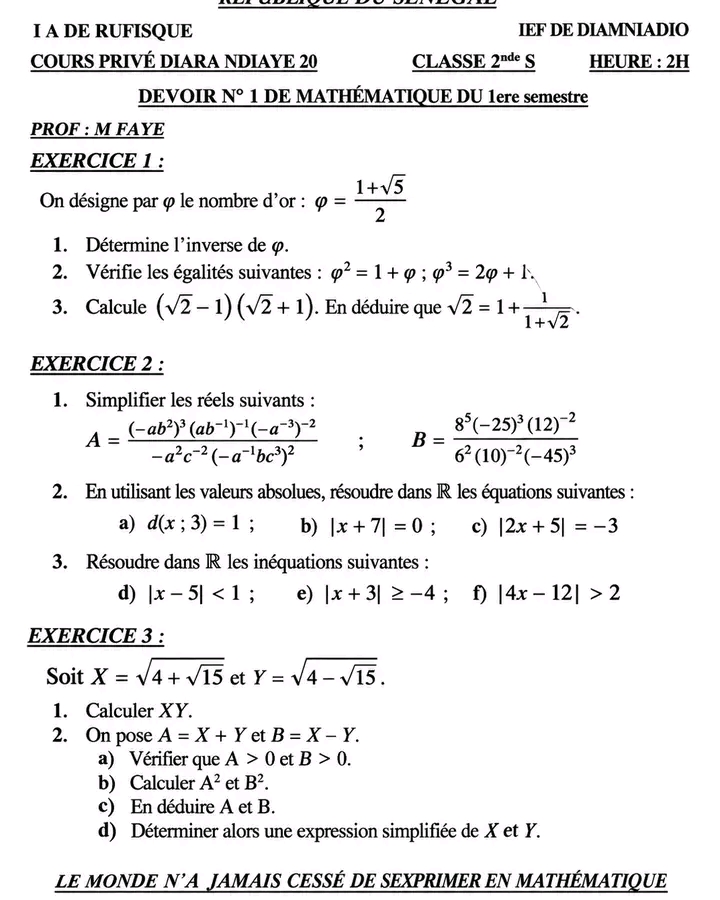 RÉPUBLIQUE DU SÉNÉGAL
I A DE RUFISQUE IEF DE DIAMNIADIO
COURS PRIVÉ DIARA NDIAYE 20 CLASSE 2nde S HEURE : 2H
DEVOIR N° 1 DE MATHÉMATIQUE DU 1ere semestre
PROF : M FAYE
EXERCICE 1 :
On désigne par φ le nombre d'or : φ = (1+√5)/2
1. Détermine l'inverse de φ.
2. Vérifie les égalités suivantes : φ² = 1 + φ ; φ³ = 2φ + 1.
3. Calcule (√2 − 1)(√2 + 1). En déduire que √2 = 1 + 1/(1+√2).
EXERCICE 2 :
1. Simplifier les réels suivants :
A = ((−ab²)³ (ab⁻¹)⁻¹(−a⁻³)⁻²)/(−a²c⁻² (−a⁻¹bc³)²) ; B = (8⁵(−25)³ (12)⁻²)/(6² (10)⁻²(−45)³)
2. En utilisant les valeurs absolues, résoudre dans ℝ les équations suivantes :
a) d(x ; 3) = 1 ; b) |x + 7| = 0 ; c) |2x + 5| = −3
3. Résoudre dans ℝ les inéquations suivantes :
d) |x − 5| < 1 ; e) |x + 3| ≥ −4 ; f) |4x − 12| > 2
EXERCICE 3 :
Soit X = √(4 + √15) et Y = √(4 − √15).
1. Calculer XY.
2. On pose A = X + Y et B = X − Y.
a) Vérifier que A > 0 et B > 0.
b) Calculer A² et B².
c) En déduire A et B.
d) Déterminer alors une expression simplifiée de X et Y.
LE MONDE N'A JAMAIS CESSÉ DE SEXPRIMER EN MATHÉMATIQUE